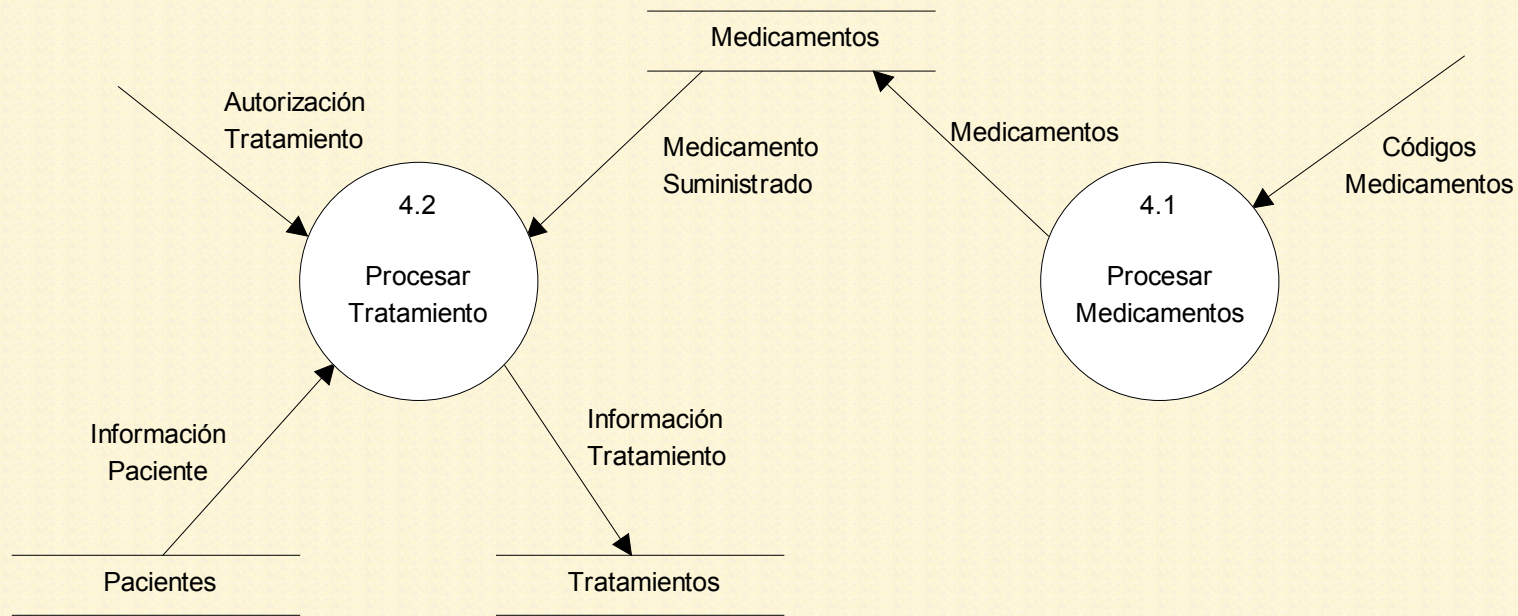 Medicamentos
Autorización
Tratamiento
Medicamento
Suministrado
Medicamentos
Códigos
Medicamentos
4.2
Procesar
Tratamiento
4.1
Procesar
Medicamentos
Información
Paciente
Información
Tratamiento
Pacientes
Tratamientos